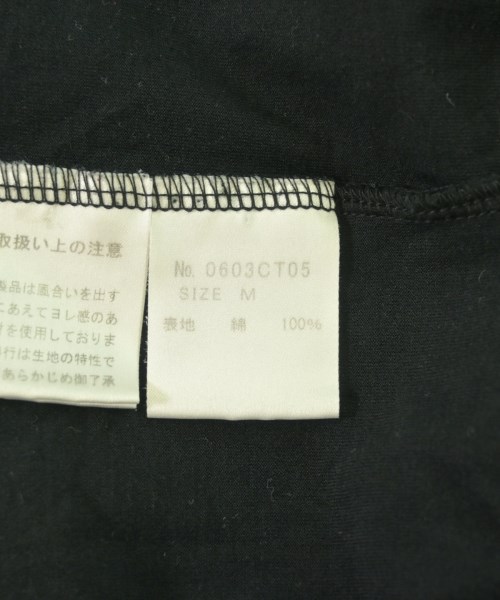 取扱い上の注意
製品は風合いを出す
てあえてヨレ感のあ
を使用しておりま
行は生地の特性で
あらかじめ御了承
No. 0603CT05
SIZE M
表地 綿 100%